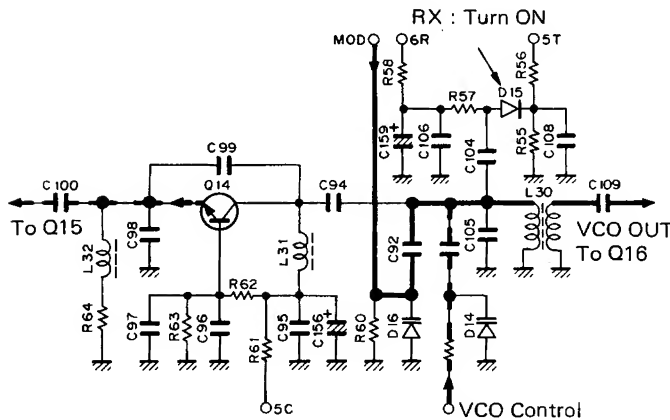 RX : Turn ON
MOD
6R
5T
R58
R56
D15
R57
C159
+
C106
C104
R55
C108
C99
Q14
C100
C94
L30
C109
To Q15
C98
L32
L31
C92
C105
VCO OUT
To Q16
R62
R64
C97
R63
C96
R61
C95
C156
+
R60
D16
D14
5C
VCO Control